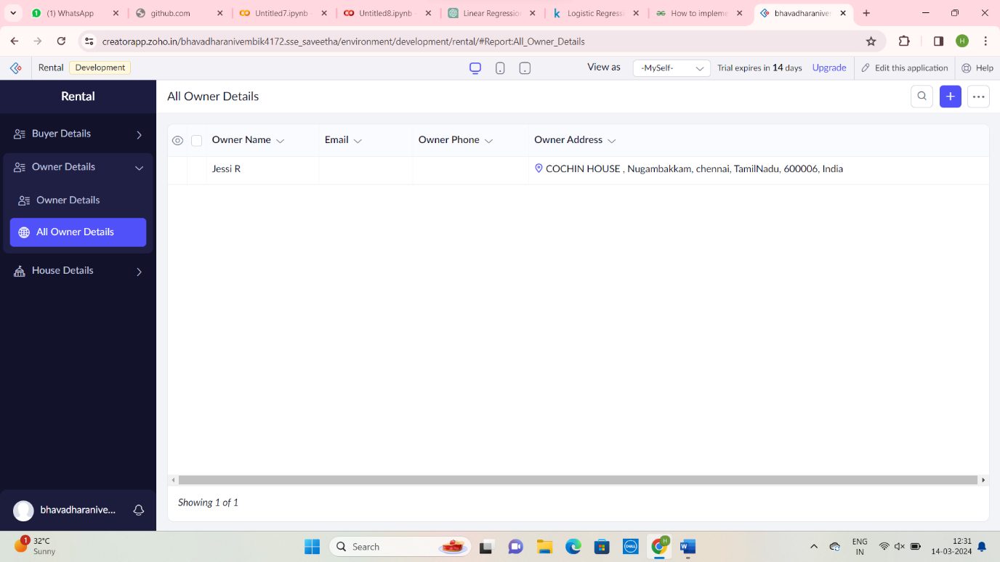 (1) WhatsApp
github.com
Untitled7.ipynb -
Untitled8.ipynb -
Linear Regression
Logistic Regress
How to impleme
bhavadharaniver
creatorapp.zoho.in/bhavadharanivembik4172.sse_saveetha/environment/development/rental/#Report:All_Owner_Details
H
Rental
Development
View as
-MySelf-
Trial expires in 14 days
Upgrade
Edit this application
Help
Rental
All Owner Details
Buyer Details
Owner Details
Owner Details
All Owner Details
House Details
Owner Name
Email
Owner Phone
Owner Address
Jessi R
COCHIN HOUSE , Nugambakkam, chennai, TamilNadu, 600006, India
Showing 1 of 1
bhavadharanive...
1
32°C
Sunny
Search
DELL
H
W
ENG
IN
12:31
14-03-2024